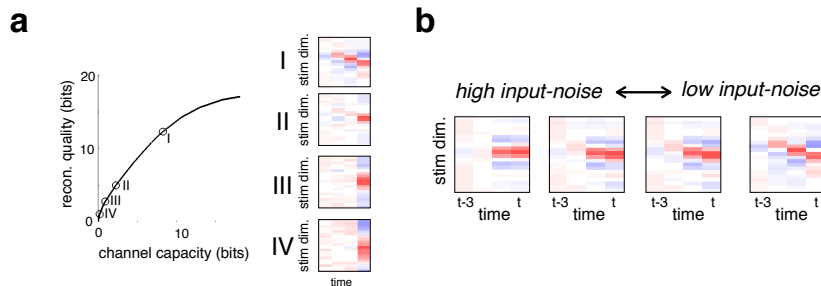 a
b
20
10
0
0
10
recon. quality (bits)
channel capacity (bits)
I
II
III
IV
I
stim dim.
II
stim dim.
III
stim dim.
IV
stim dim.
time
high input-noise
low input-noise
stim dim.
t-3 t
time
t-3 t
time
t-3 t
time
t-3 t
time